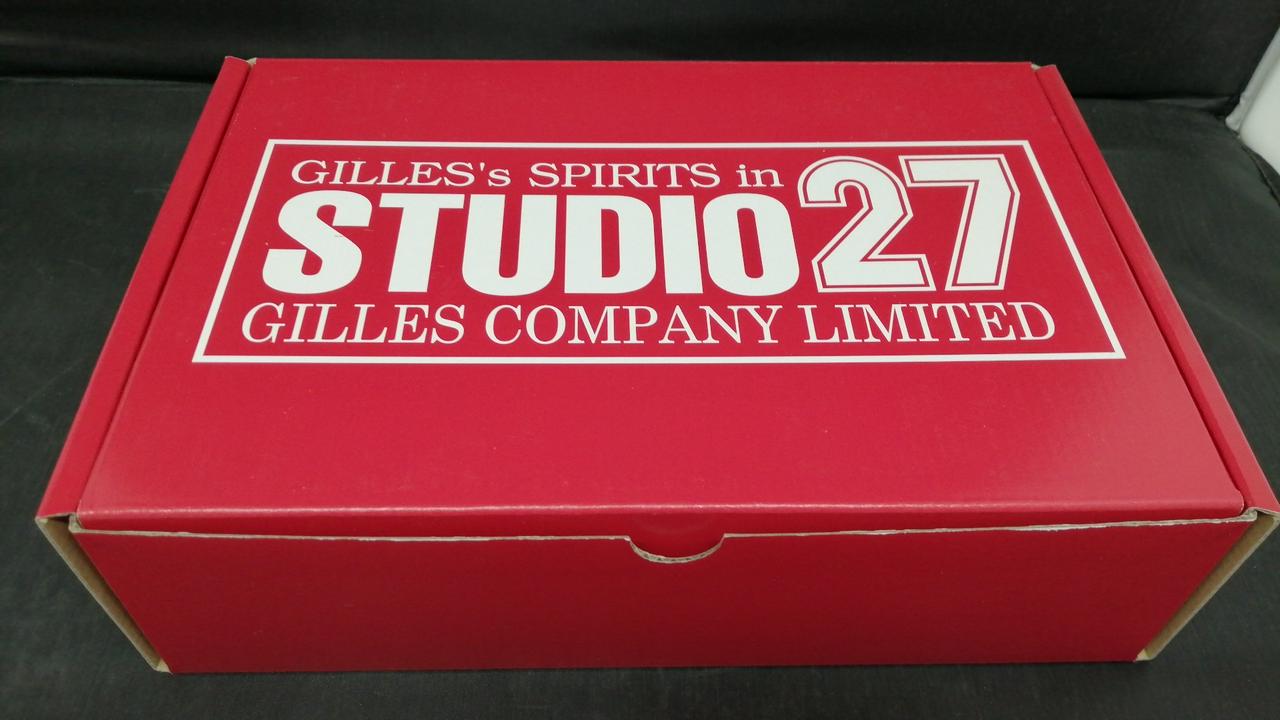 GILLES's SPIRITS in
STUDIO27
GILLES COMPANY LIMITED